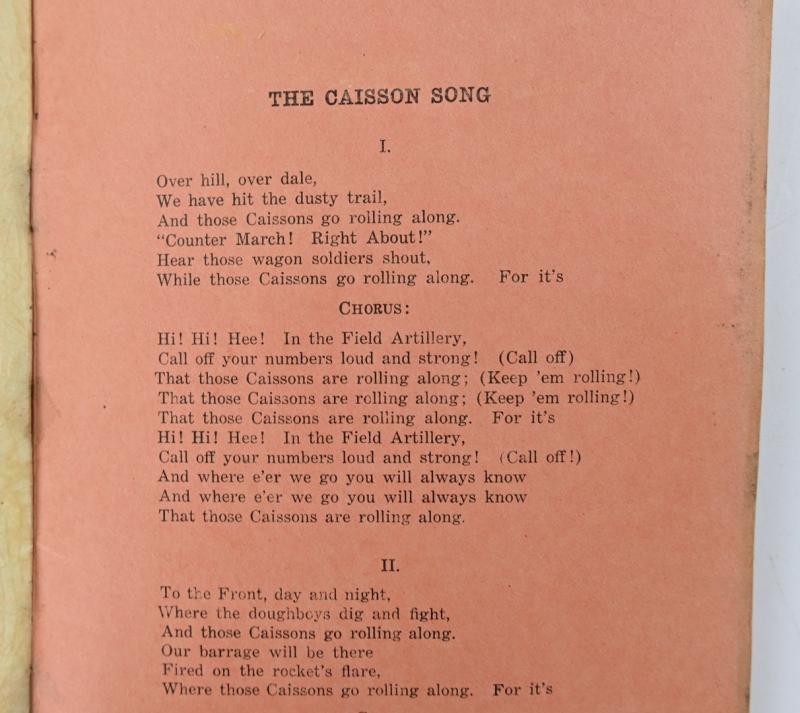 THE CAISSON SONG
I.
Over hill, over dale,
We have hit the dusty trail,
And those Caissons go rolling along.
“Counter March! Right About!”
Hear those wagon soldiers shout,
While those Caissons go rolling along. For it's
CHORUS:
Hi! Hi! Hee! In the Field Artillery,
Call off your numbers loud and strong! (Call off)
That those Caissons are rolling along; (Keep 'em rolling!)
That those Caissons are rolling along; (Keep 'em rolling!)
That those Caissons are rolling along. For it's
Hi! Hi! Hee! In the Field Artillery,
Call off your numbers loud and strong! (Call off!)
And where e'er we go you will always know
And where e'er we go you will always know
That those Caissons are rolling along.
II.
To the Front, day and night,
Where the doughboys dig and fight,
And those Caissons go rolling along.
Our barrage will be there
Fired on the rocket's flare,
Where those Caissons go rolling along. For it's